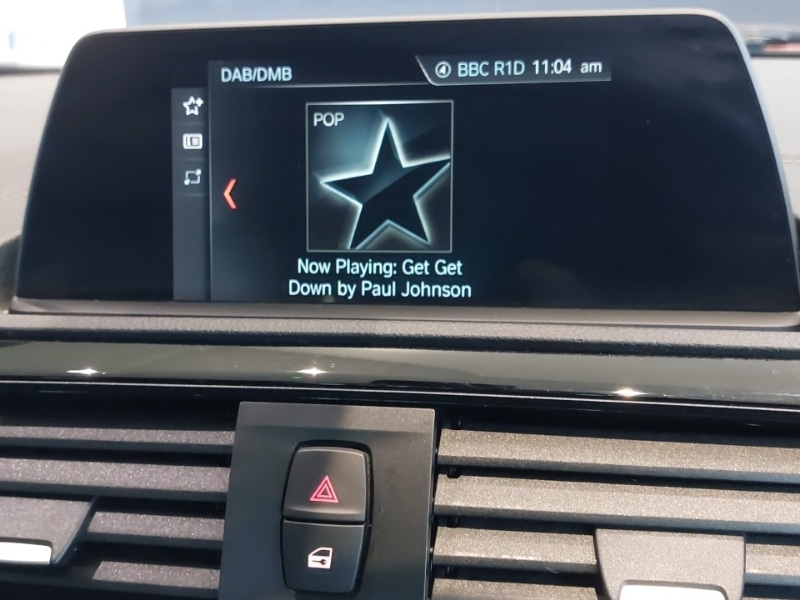 DAB/DMB
4 BBC R1D 11:04 am
POP
Now Playing: Get Get
Down by Paul Johnson